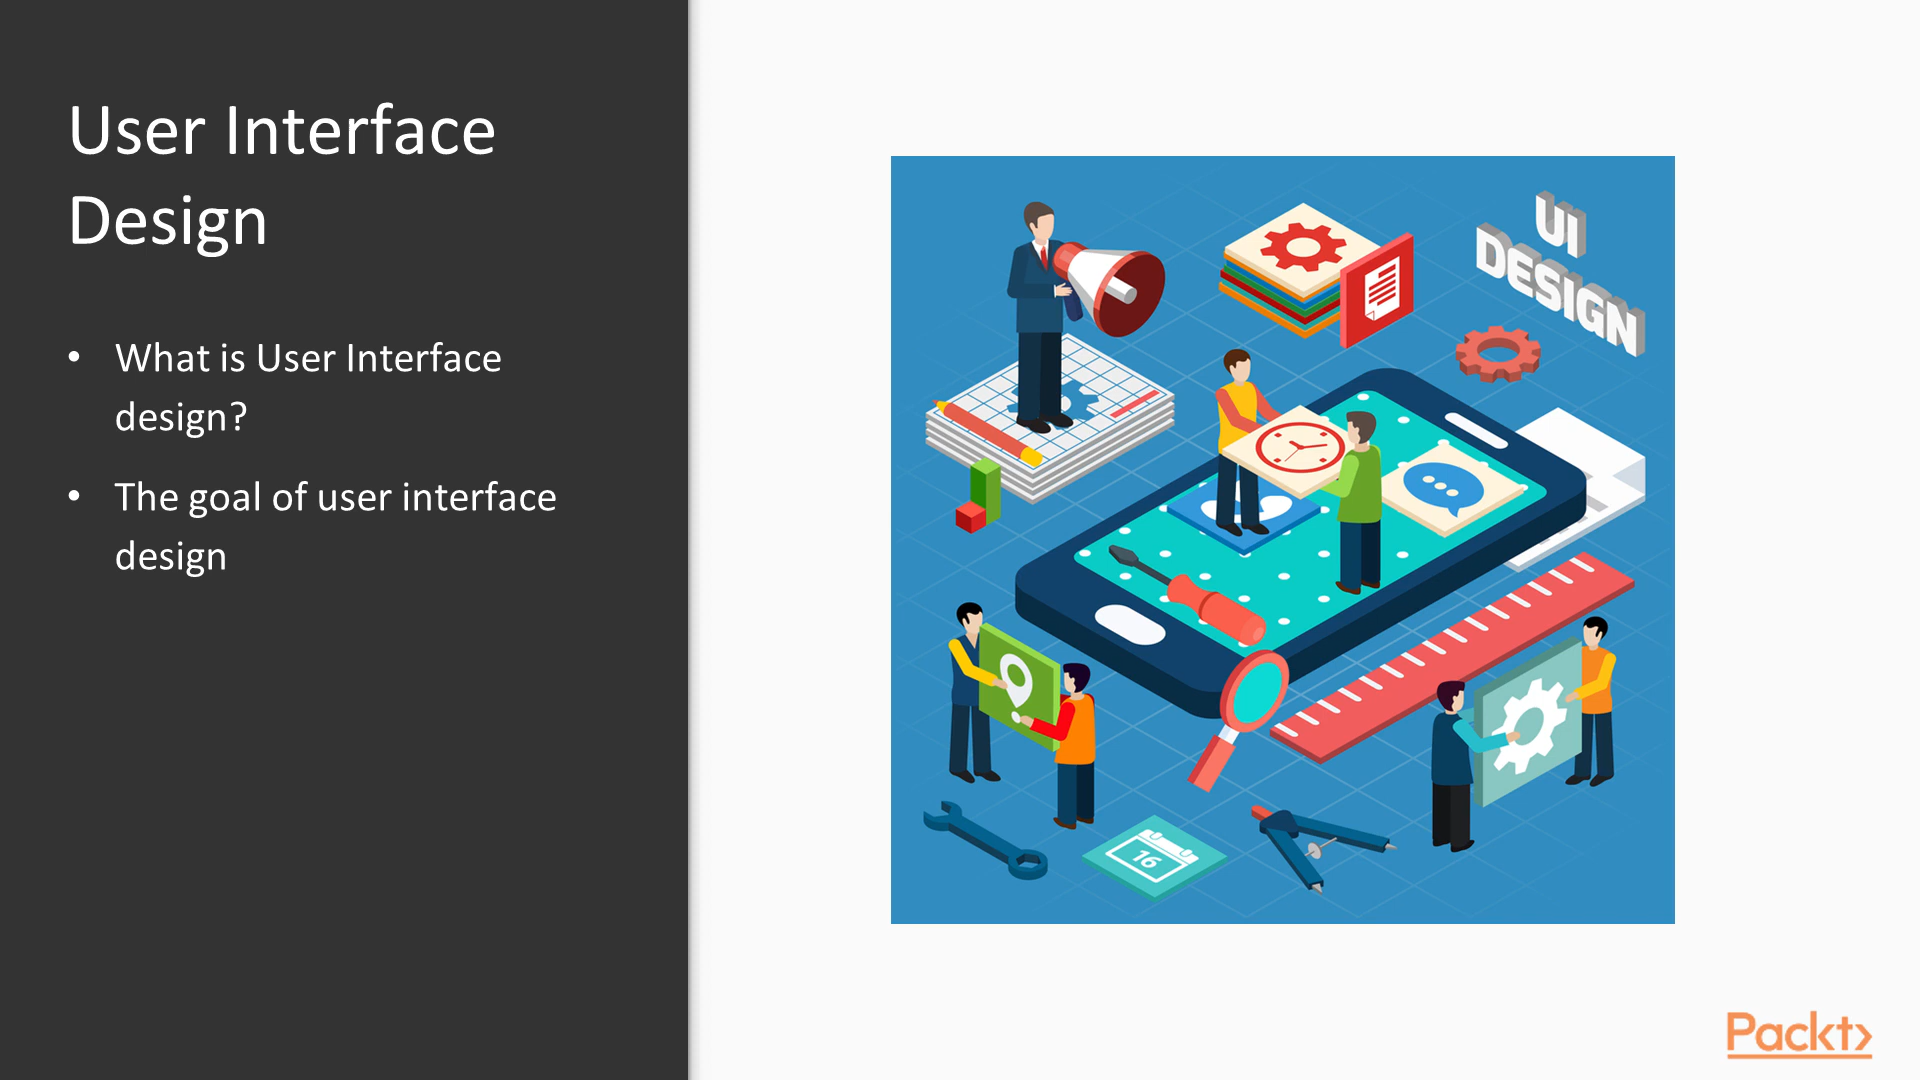 User Interface
Design
• What is User Interface
design?
• The goal of user interface
design
UI
DESIGN
16
Packt>